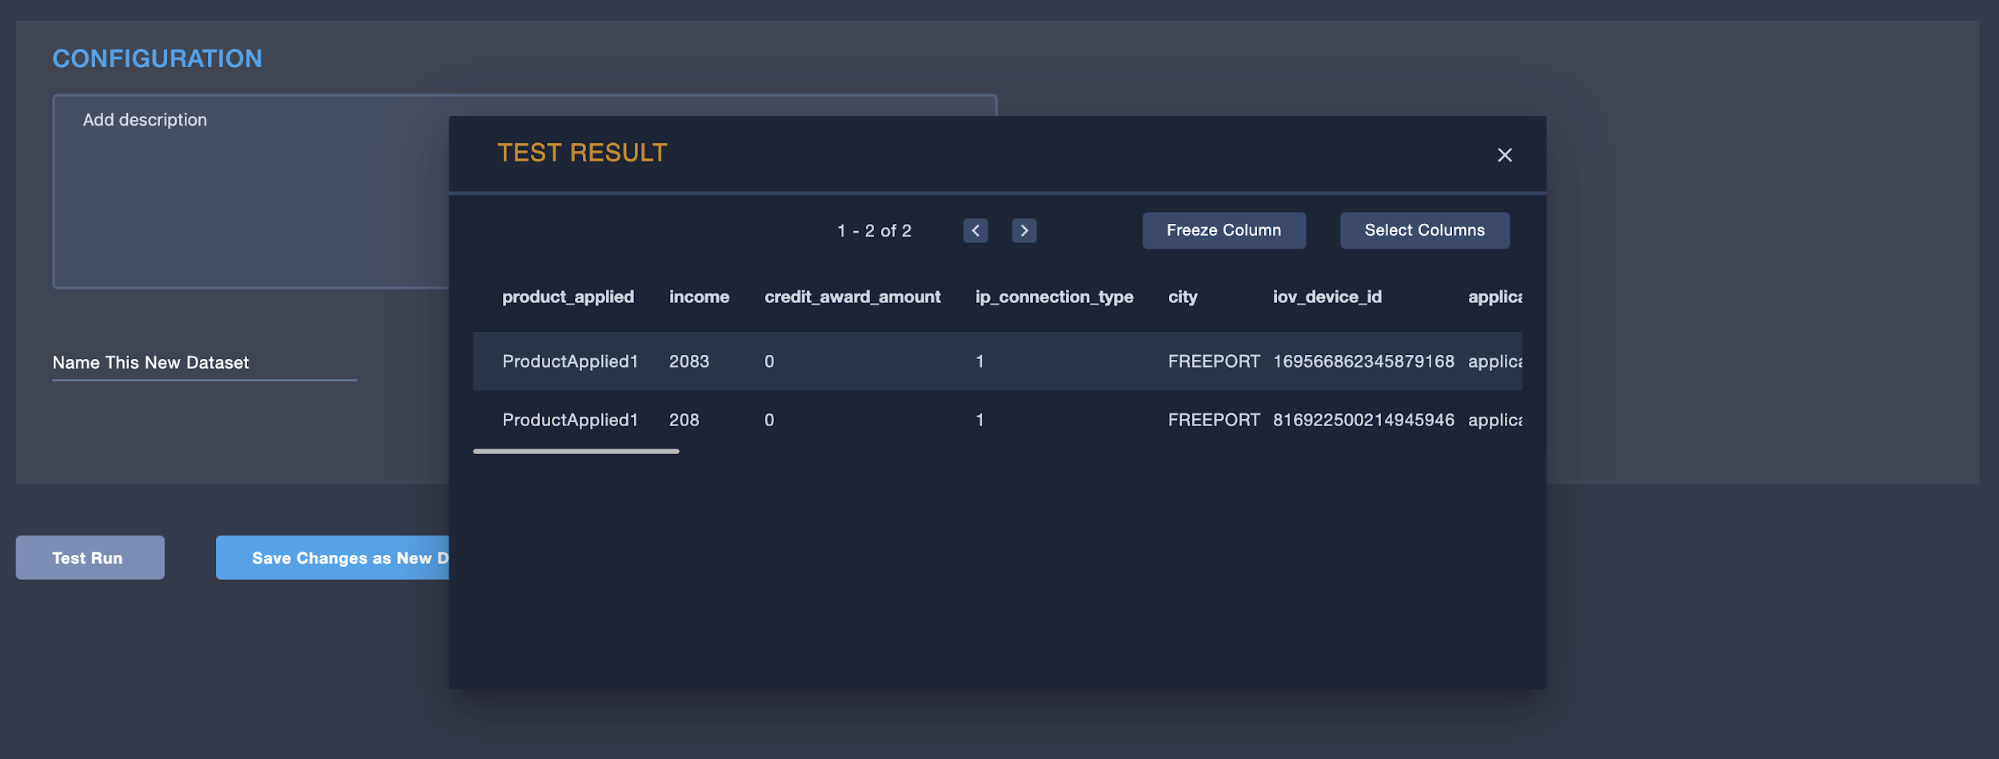 CONFIGURATION
Add description
Name This New Dataset
Test Run
Save Changes as New D
TEST RESULT
1 - 2 of 2
Freeze Column
Select Columns
product_applied income credit_award_amount ip_connection_type city iov_device_id applica
ProductApplied1 2083 0 1 FREEPORT 169566862345879168 applica
ProductApplied1 208 0 1 FREEPORT 816922500214945946 applica